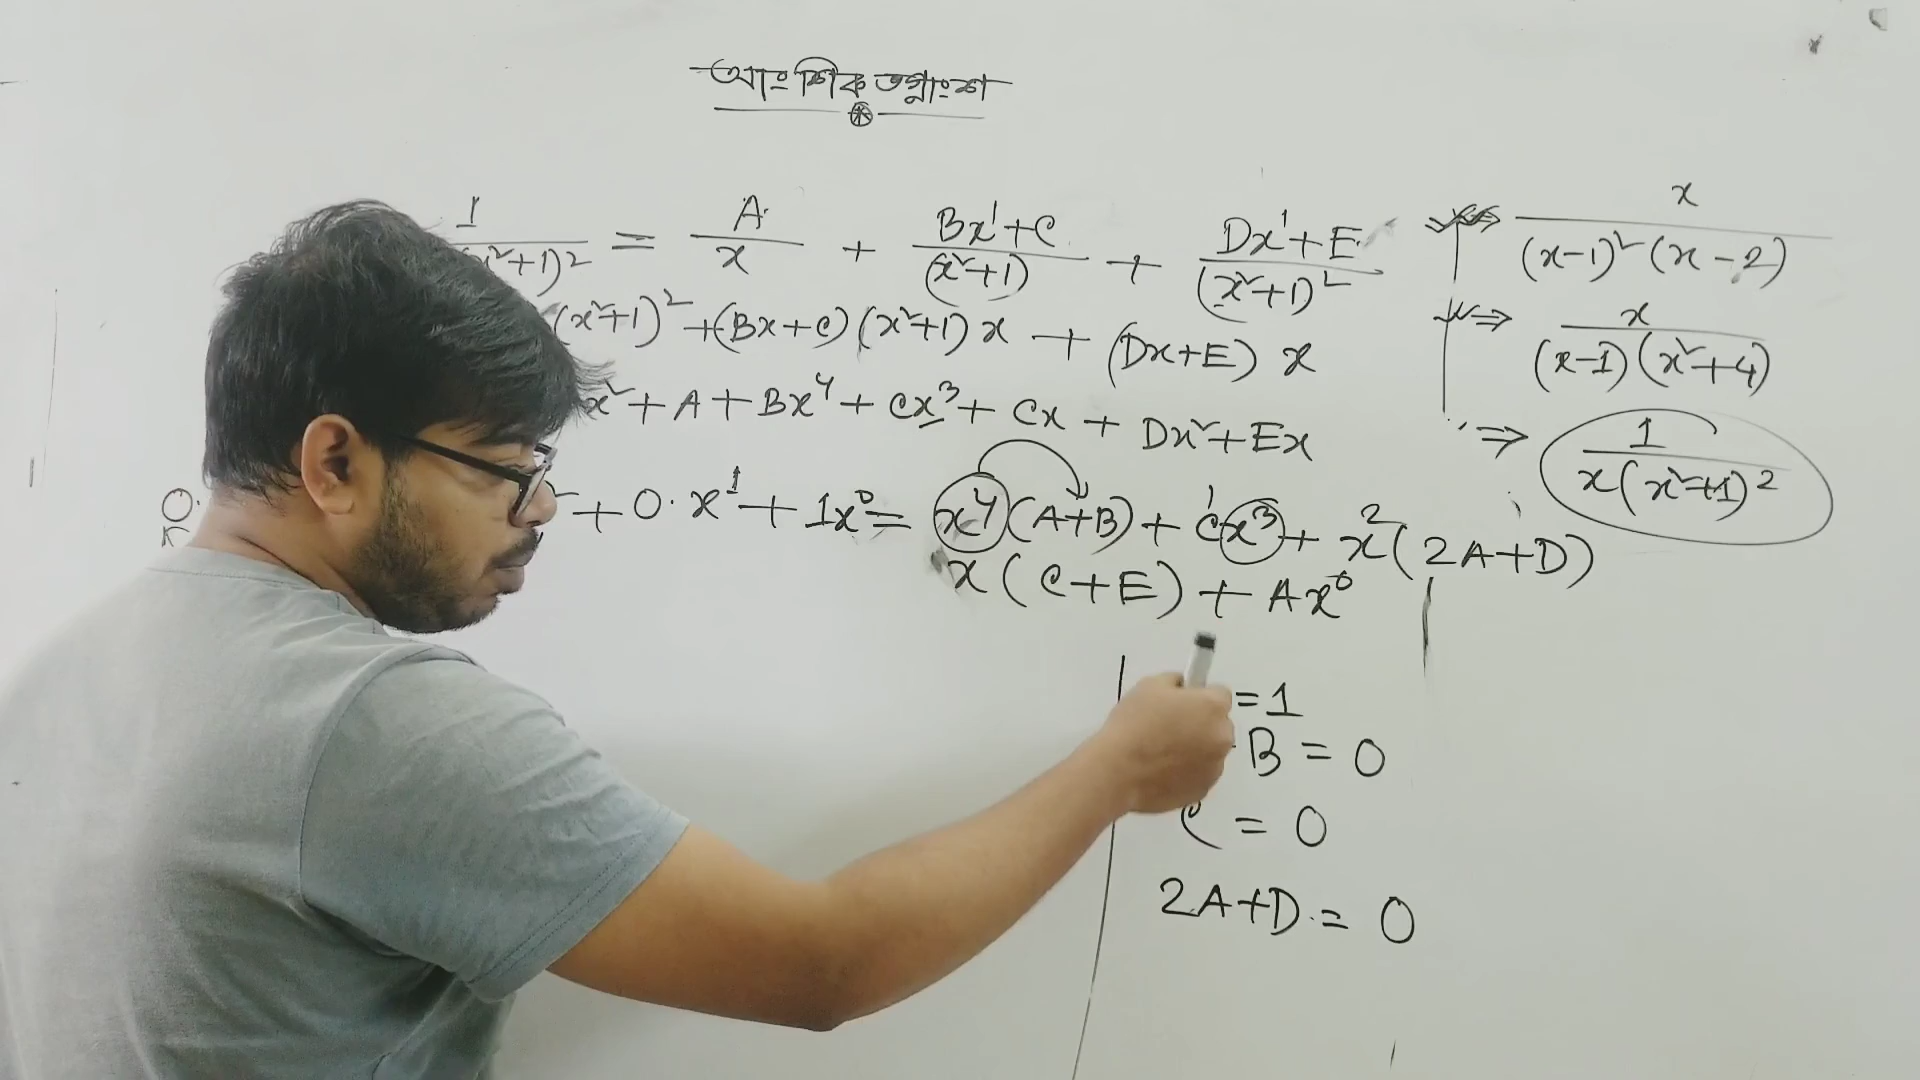 আংশিক ভগ্নাংশ
1/(x²+1)² = A/x + (Bx¹+C)/(x²+1) + (Dx¹+E)/(x²+1)²
(x²+1)² + (Bx+C)(x²+1)x + (Dx+E) x
x² + A + Bx⁴ + Cx³ + Cx + Dx² + Ex
0. + 0·x¹ + 1x⁰ = x⁴(A+B) + Cx³ + x²(2A+D)
x(C+E) + Ax⁰
=1
B = 0
C = 0
2A+D = 0
⇒ x/((x-1)²(x-2))
⇒ x/((x-1)(x²+4))
⇒ 1/(x(x²+1)²)